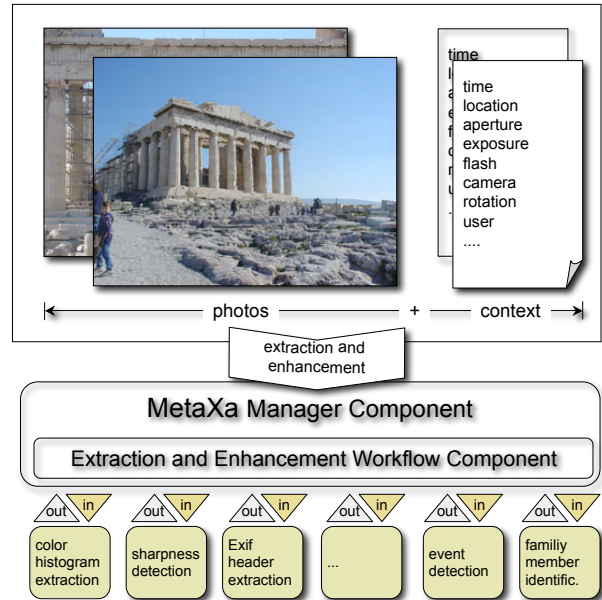 time
l
a
e
f
c
r
u
.
time
location
aperture
exposure
flash
camera
rotation
user
....
photos + context
extraction and
enhancement
MetaXa Manager Component
Extraction and Enhancement Workflow Component
out in out in out in out in out in out in
color
histogram
extraction
sharpness
detection
Exif
header
extraction
...
event
detection
familiy
member
identific.